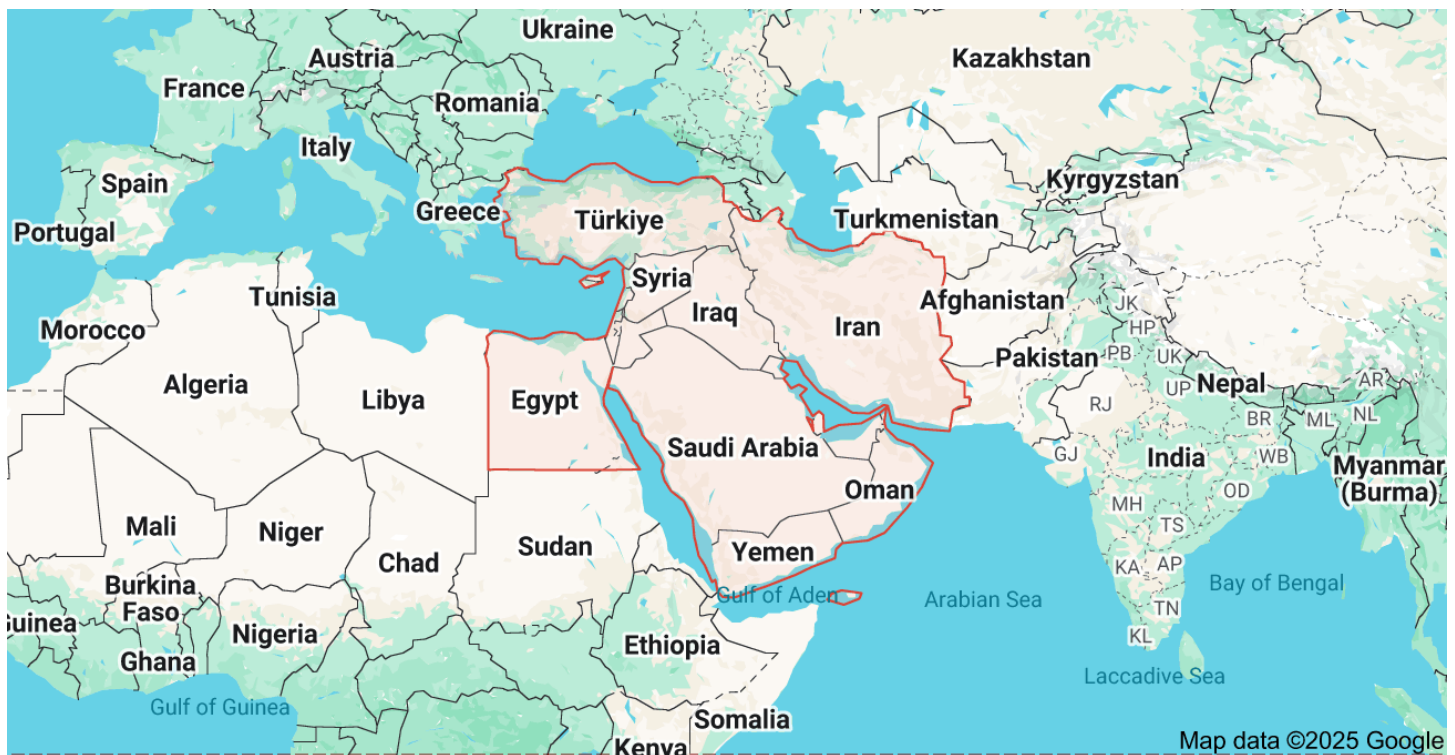 Ukraine
Austria
Kazakhstan
France
Romania
Italy
Kyrgyzstan
Spain
Greece
Türkiye
Turkmenistan
Portugal
Syria
Tunisia
Afghanistan
JK
Morocco
Iraq
Iran
HP
Pakistan
PB
UK
Algeria
Libya
Egypt
UP
Nepal
AR
RJ
BR
ML
NL
Saudi Arabia
GJ
India
WB
Myanmar
(Burma)
Oman
OD
MH
Mali
Niger
Sudan
Yemen
TS
Chad
KA
AP
Burkina
Faso
Gulf of Aden
Arabian Sea
Bay of Bengal
TN
Guinea
Nigeria
KL
Ethiopia
Ghana
Laccadive Sea
Gulf of Guinea
Somalia
Kenya
Map data ©2025 Google